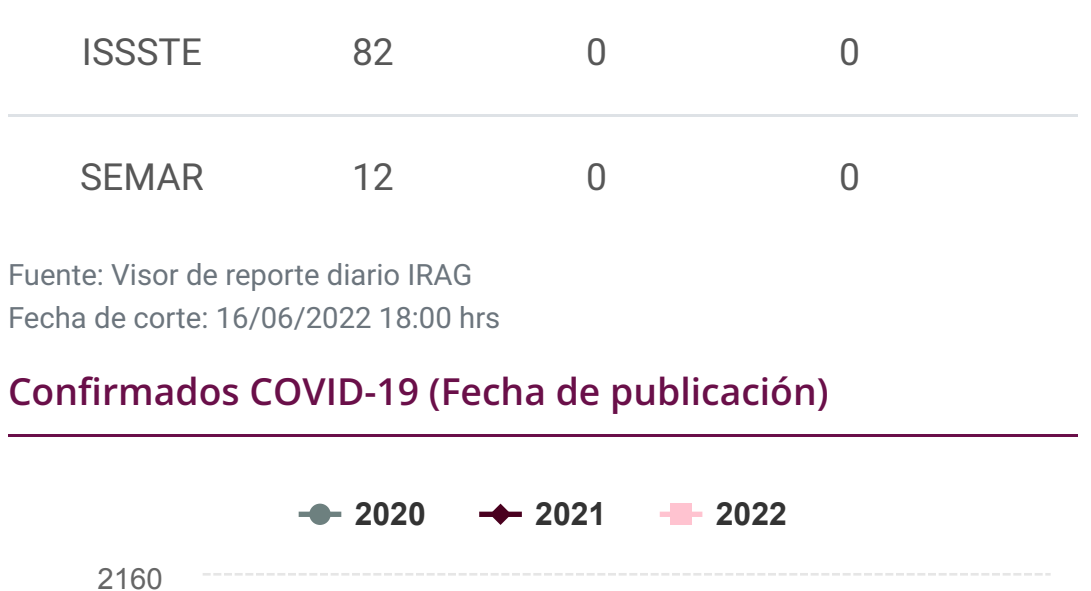 ISSSTE 82 0 0
SEMAR 12 0 0
Fuente: Visor de reporte diario IRAG
Fecha de corte: 16/06/2022 18:00 hrs
Confirmados COVID-19 (Fecha de publicación)
2020 2021 2022
2160